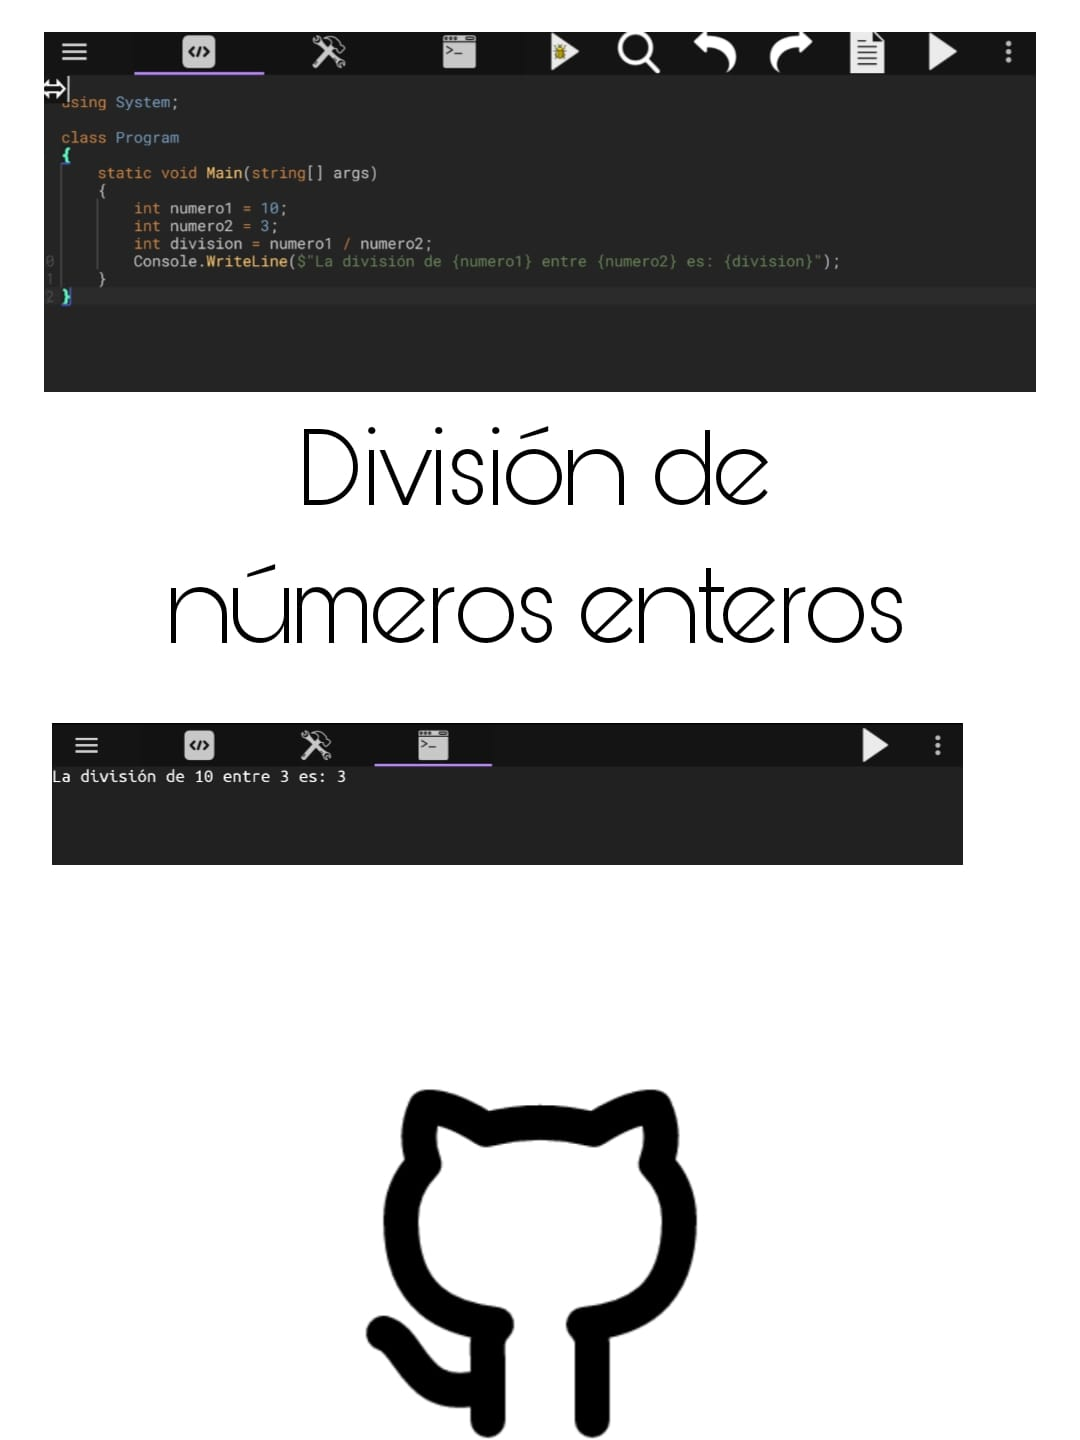 using System;
class Program
{
static void Main(string[] args)
{
int numero1 = 10;
int numero2 = 3;
int division = numero1 / numero2;
Console.WriteLine($"La división de {numero1} entre {numero2} es: {division}");
}
}
División de
números enteros
La división de 10 entre 3 es: 3